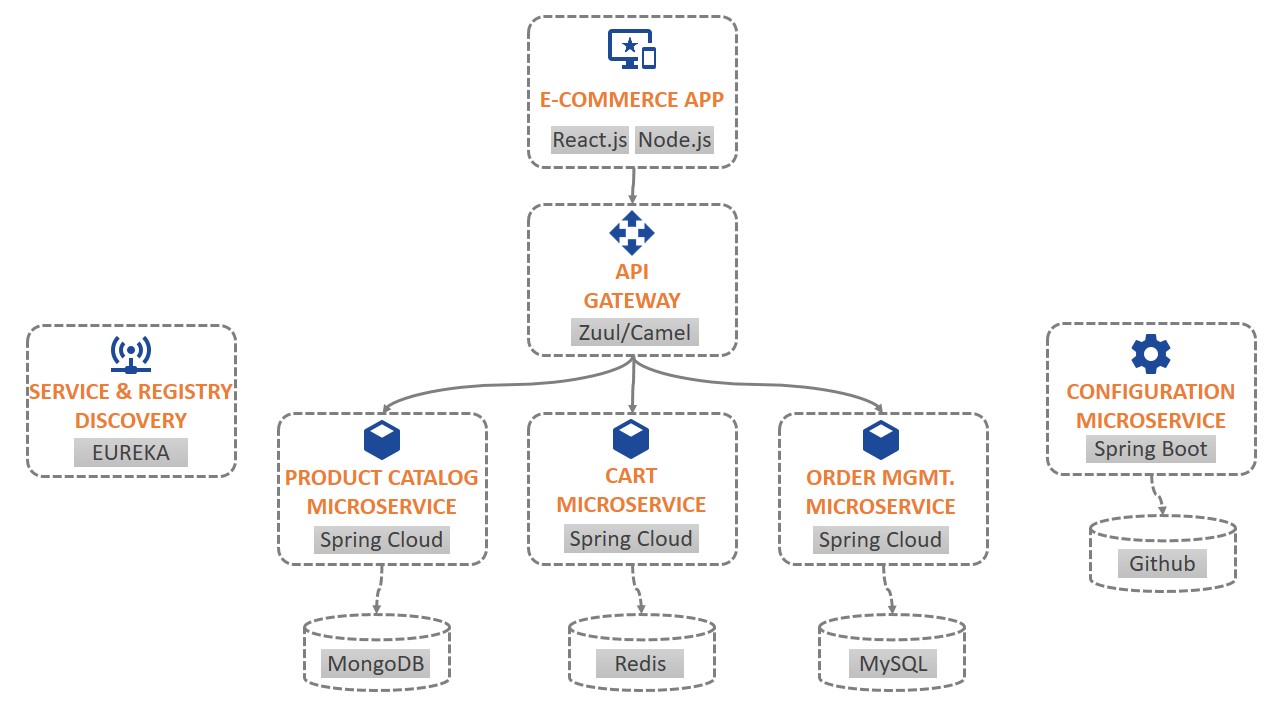 E-COMMERCE APP
React.js Node.js
API
GATEWAY
Zuul/Camel
SERVICE & REGISTRY
DISCOVERY
EUREKA
PRODUCT CATALOG
MICROSERVICE
Spring Cloud
CART
MICROSERVICE
Spring Cloud
ORDER MGMT.
MICROSERVICE
Spring Cloud
CONFIGURATION
MICROSERVICE
Spring Boot
Github
MongoDB
Redis
MySQL